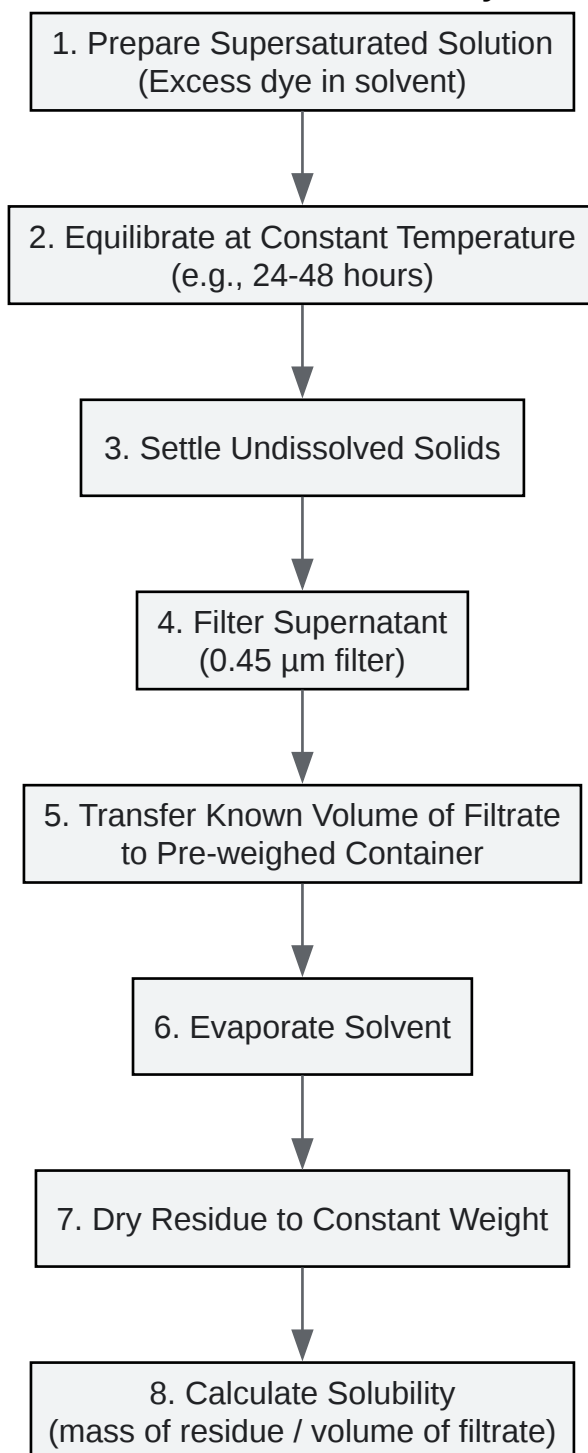 1. Prepare Supersaturated Solution
(Excess dye in solvent)
2. Equilibrate at Constant Temperature
(e.g., 24-48 hours)
3. Settle Undissolved Solids
4. Filter Supernatant
(0.45 µm filter)
5. Transfer Known Volume of Filtrate
to Pre-weighed Container
6. Evaporate Solvent
7. Dry Residue to Constant Weight
8. Calculate Solubility
(mass of residue / volume of filtrate)